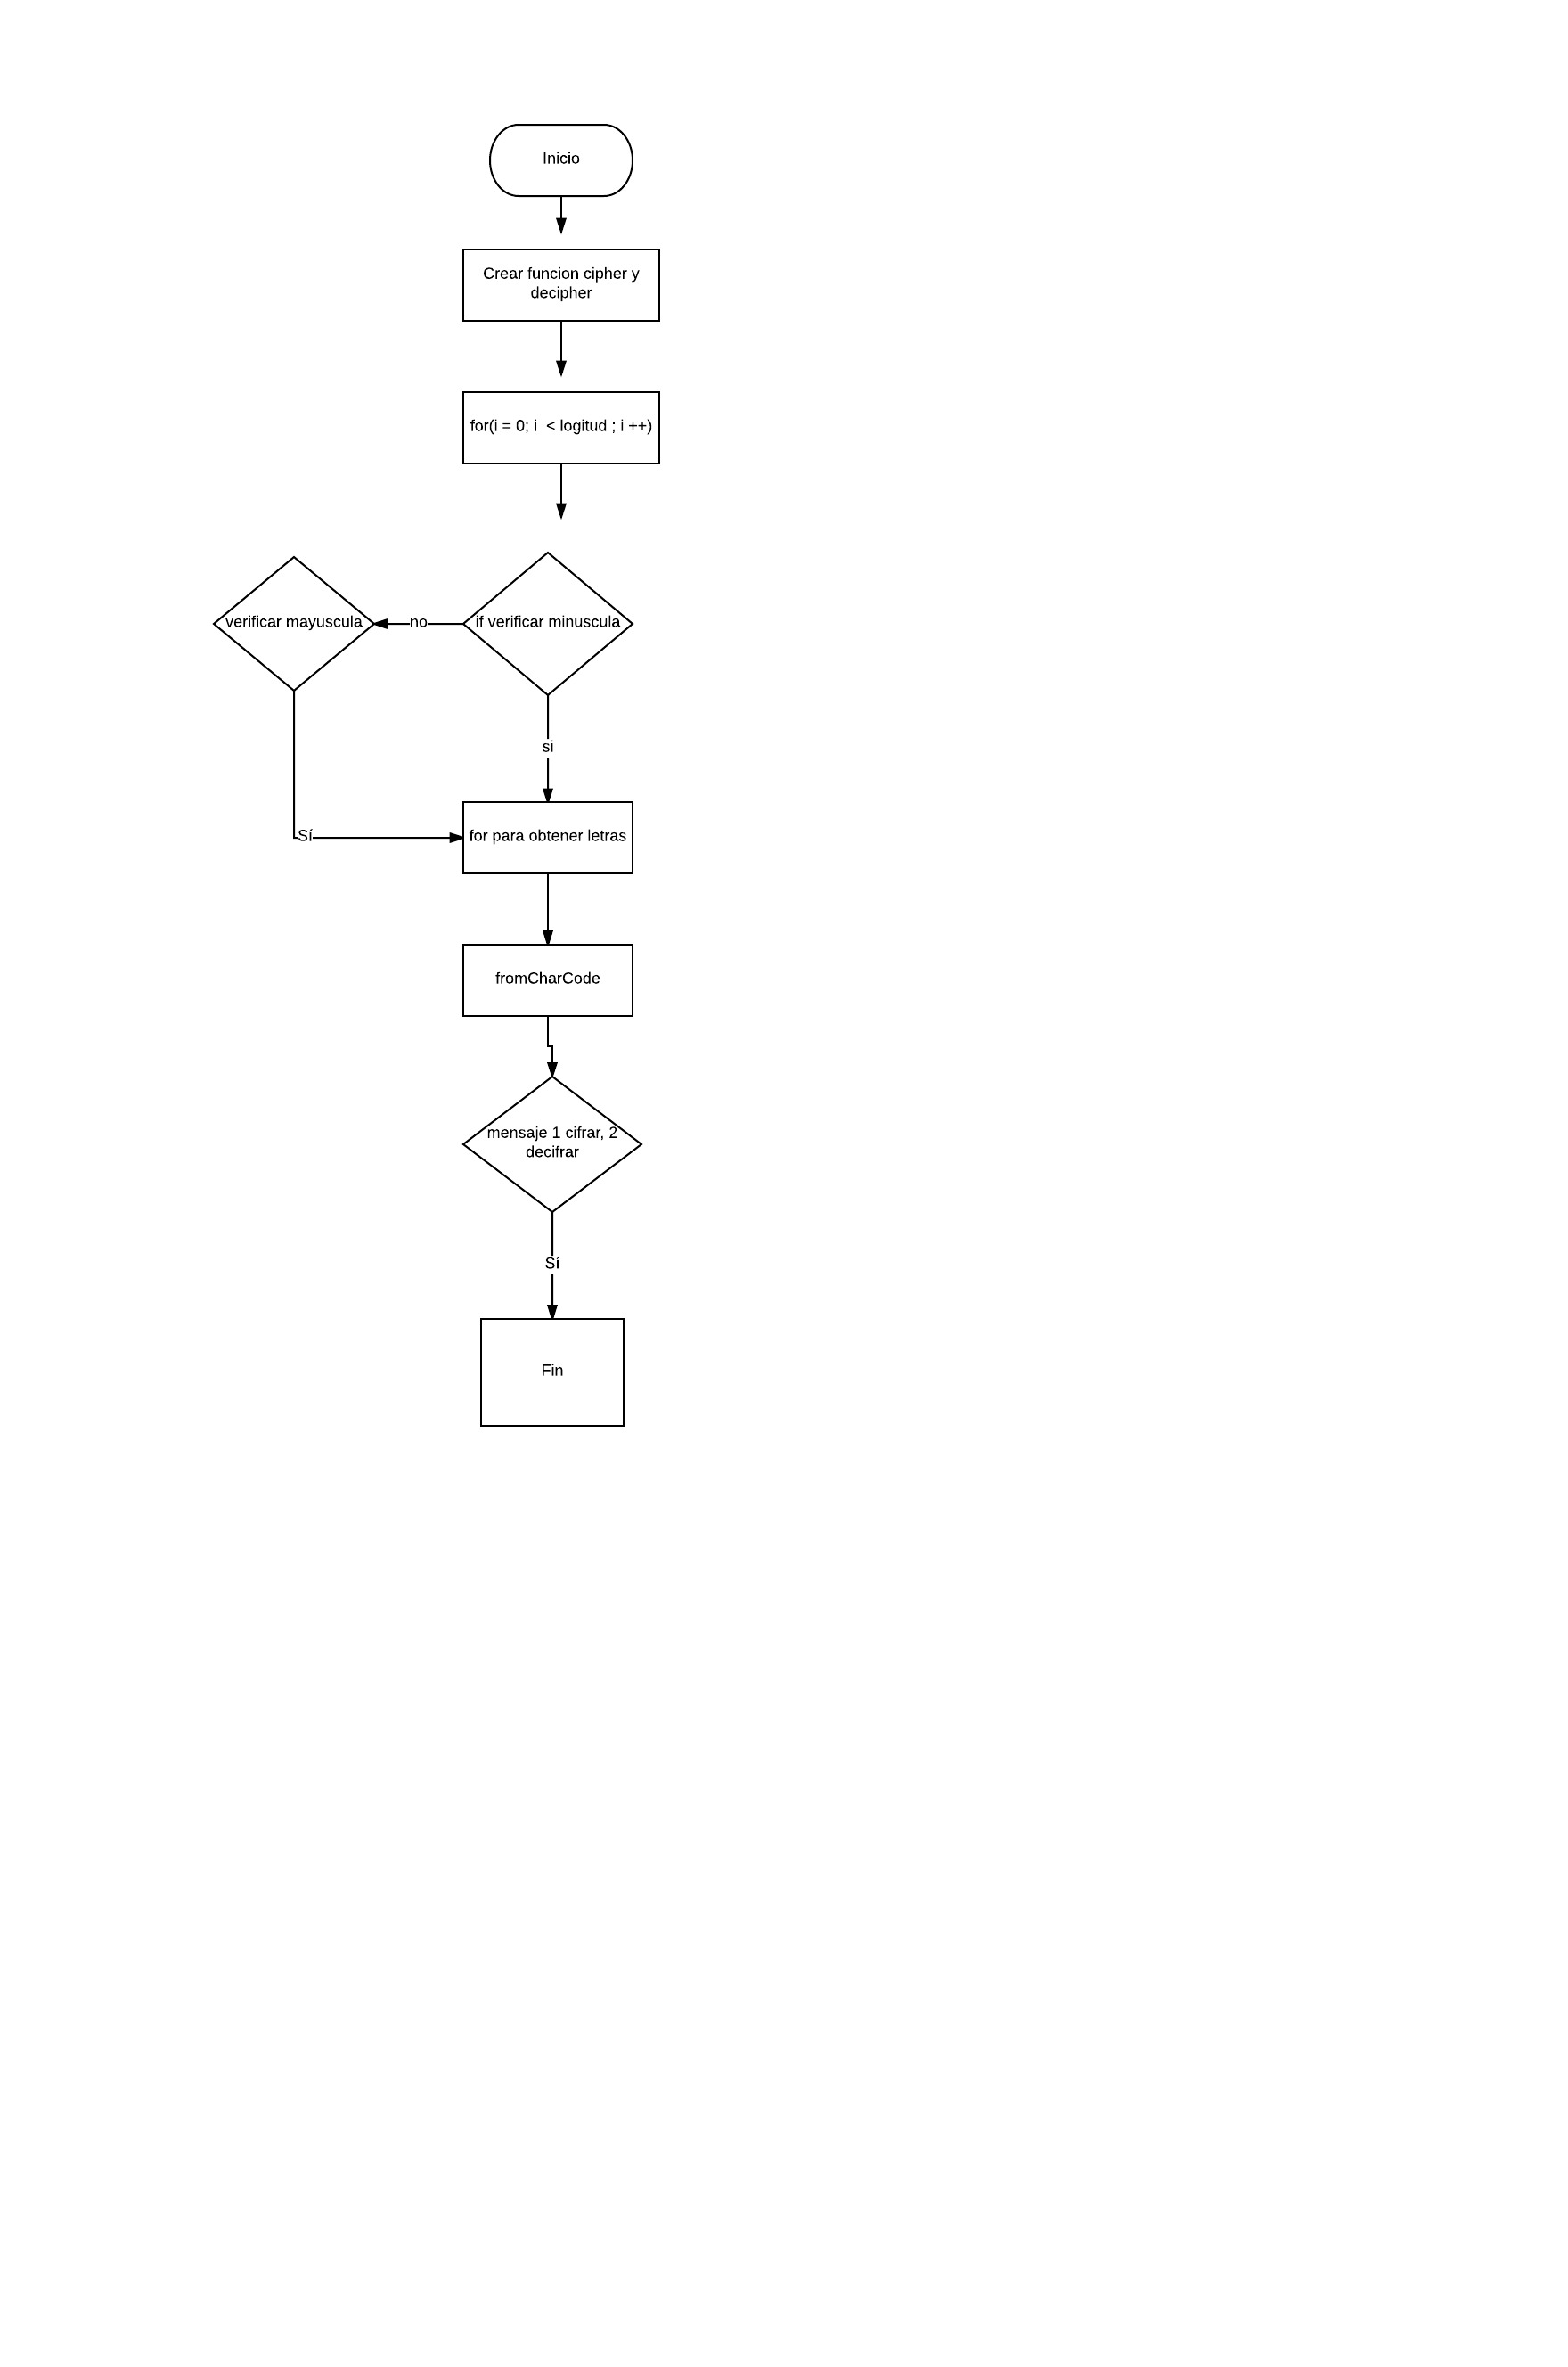 Inicio
Crear funcion cipher y
decipher
for(i = 0; i  < logitud ; i ++)
verificar mayuscula
no
if verificar minuscula
si
Sí
for para obtener letras
fromCharCode
mensaje 1 cifrar, 2
decifrar
Sí
Fin